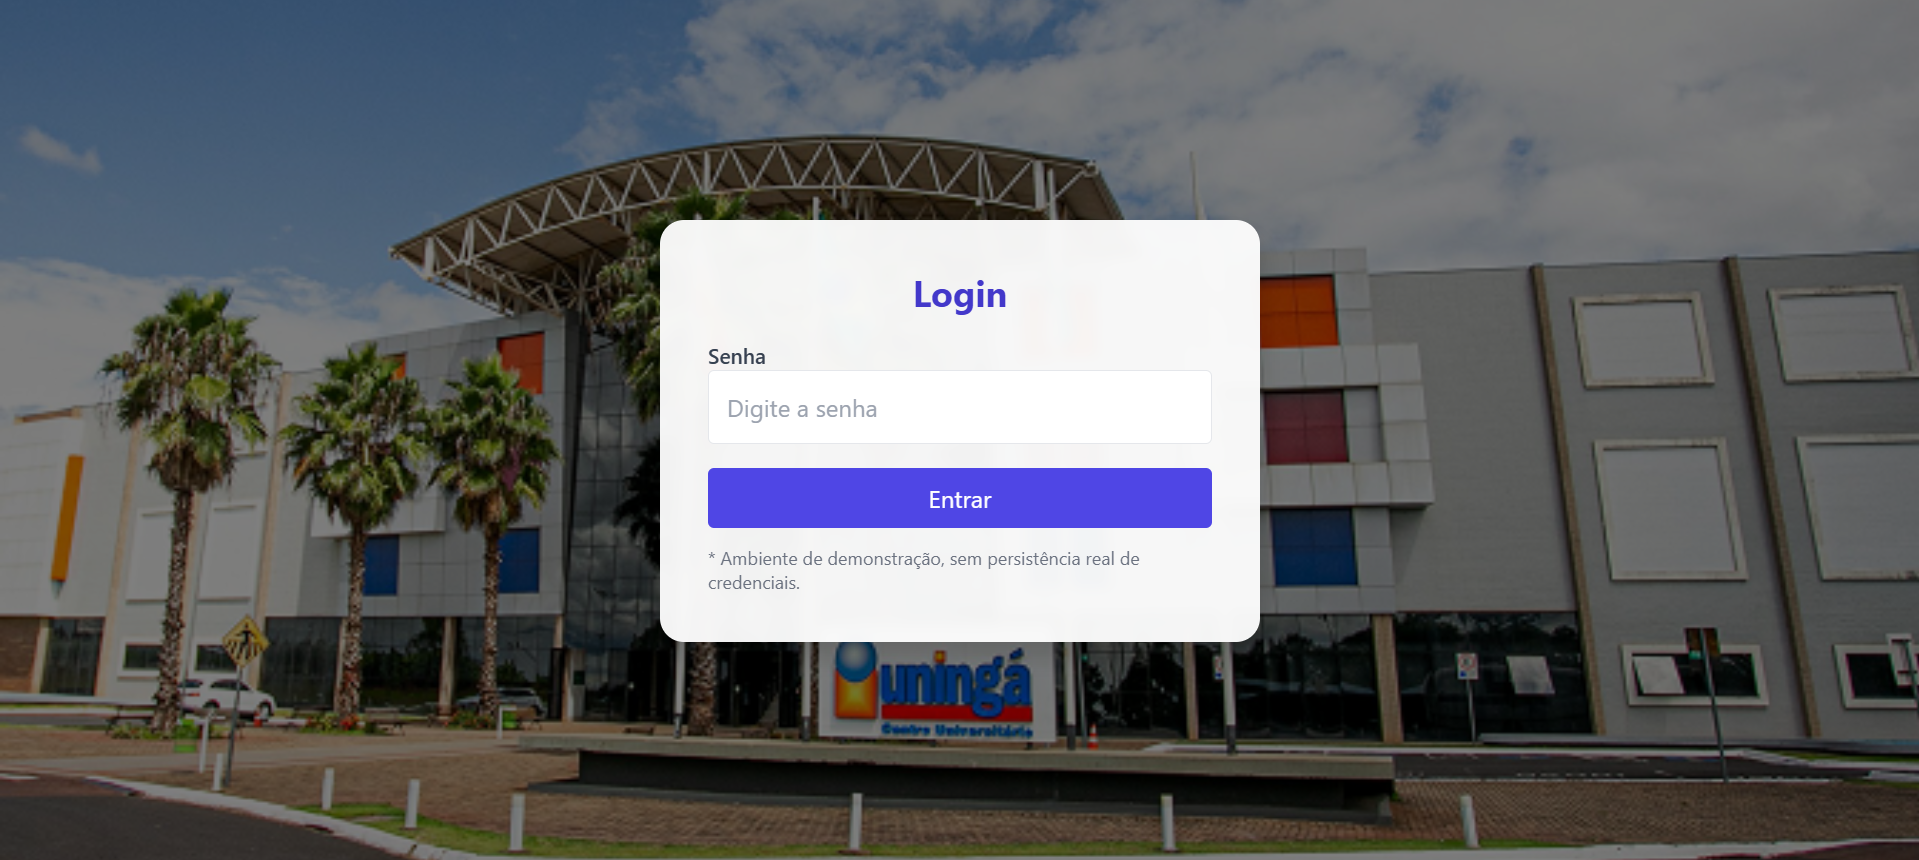 Login
Senha
Digite a senha
Entrar
* Ambiente de demonstração, sem persistência real de
credenciais.
uningá
Centro Universitário